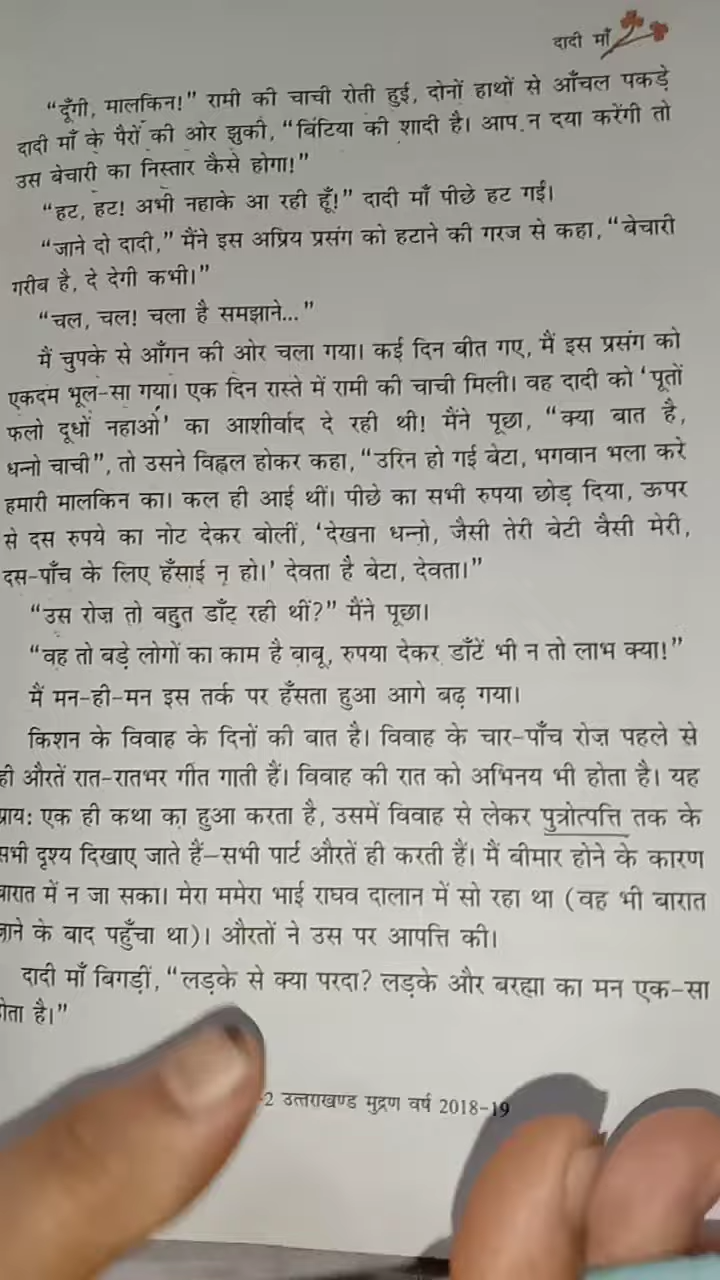 दादी माँ
“दूँगी, मालकिन!” रामी की चाची रोती हुई, दोनों हाथों से आँचल पकड़े
दादी माँ के पैरों की ओर झुकी, “बिटिया की शादी है। आप न दया करेंगी तो
उस बेचारी का निस्तार कैसे होगा!”
“हट, हट! अभी नहाके आ रही हूँ!” दादी माँ पीछे हट गईं।
“जाने दो दादी,” मैंने इस अप्रिय प्रसंग को हटाने की गरज से कहा, “बेचारी
गरीब है, दे देगी कभी।”
“चल, चल! चला है समझाने...”
मैं चुपके से आँगन की ओर चला गया। कई दिन बीत गए, मैं इस प्रसंग को
एकदम भूल-सा गया। एक दिन रास्ते में रामी की चाची मिली। वह दादी को ‘पूतों
फलो दूधों नहाओ’ का आशीर्वाद दे रही थी! मैंने पूछा, “क्या बात है,
धन्नो चाची”, तो उसने विह्वल होकर कहा, “उरिन हो गई बेटा, भगवान भला करे
हमारी मालकिन का। कल ही आई थीं। पीछे का सभी रुपया छोड़ दिया, ऊपर
से दस रुपये का नोट देकर बोलीं, ‘देखना धन्नो, जैसी तेरी बेटी वैसी मेरी,
दस-पाँच के लिए हँसाई न हो।’ देवता है बेटा, देवता।”
“उस रोज़ तो बहुत डाँट रही थीं?” मैंने पूछा।
“वह तो बड़े लोगों का काम है बाबू, रुपया देकर डाँटें भी न तो लाभ क्या!”
मैं मन-ही-मन इस तर्क पर हँसता हुआ आगे बढ़ गया।
किशन के विवाह के दिनों की बात है। विवाह के चार-पाँच रोज़ पहले से
ही औरतें रात-रातभर गीत गाती हैं। विवाह की रात को अभिनय भी होता है। यह
प्राय: एक ही कथा का हुआ करता है, उसमें विवाह से लेकर पुत्रोत्पत्ति तक के
सभी दृश्य दिखाए जाते हैं–सभी पार्ट औरतें ही करती हैं। मैं बीमार होने के कारण
बारात में न जा सका। मेरा ममेरा भाई राघव दालान में सो रहा था (वह भी बारात
जाने के बाद पहुँचा था)। औरतों ने उस पर आपत्ति की।
दादी माँ बिगड़ीं, “लड़के से क्या परदा? लड़के और बरह्मा का मन एक-सा
होता है।”
-2 उत्तराखण्ड मुद्रण वर्ष 2018-19